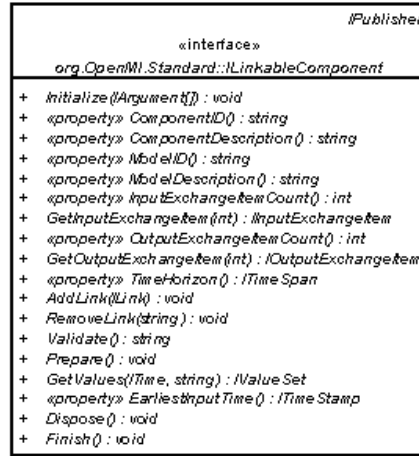 IPublisher
«interface»
org.OpenMI.Standard::ILinkableComponent
+ Initialize(IArgument[]) : void
+ «property» ComponentID() : string
+ «property» ComponentDescription() : string
+ «property» ModelID() : string
+ «property» ModelDescription() : string
+ «property» InputExchangeItemCount() : int
+ GetInputExchangeItem(int) : IInputExchangeItem
+ «property» OutputExchangeItemCount() : int
+ GetOutputExchangeItem(int) : IOutputExchangeItem
+ «property» TimeHorizon() : ITimeSpan
+ AddLink(ILink) : void
+ RemoveLink(string) : void
+ Validate() : string
+ Prepare() : void
+ GetValues(ITime, string) : IValueSet
+ «property» EarliestInputTime() : ITimeStamp
+ Dispose() : void
+ Finish() : void